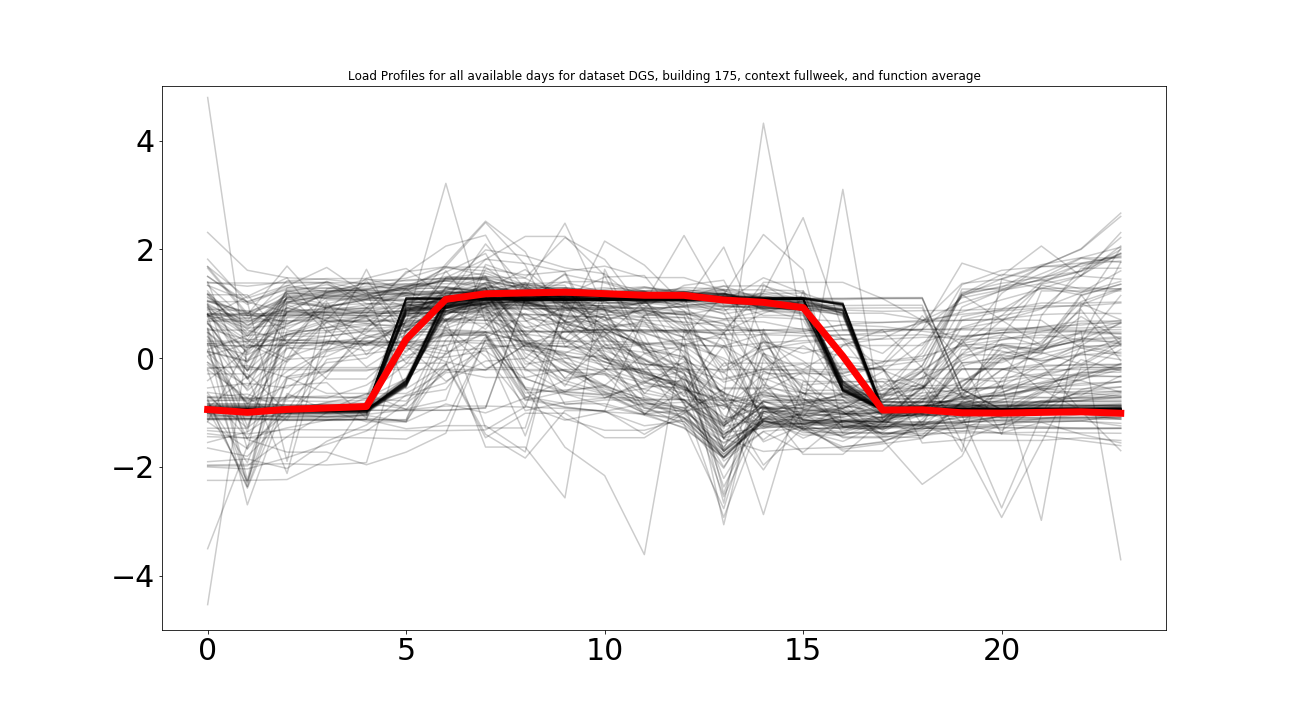 Load Profiles for all available days for dataset DGS, building 175, context fullweek, and function average
4
2
0
−2
−4
0 5 10 15 20